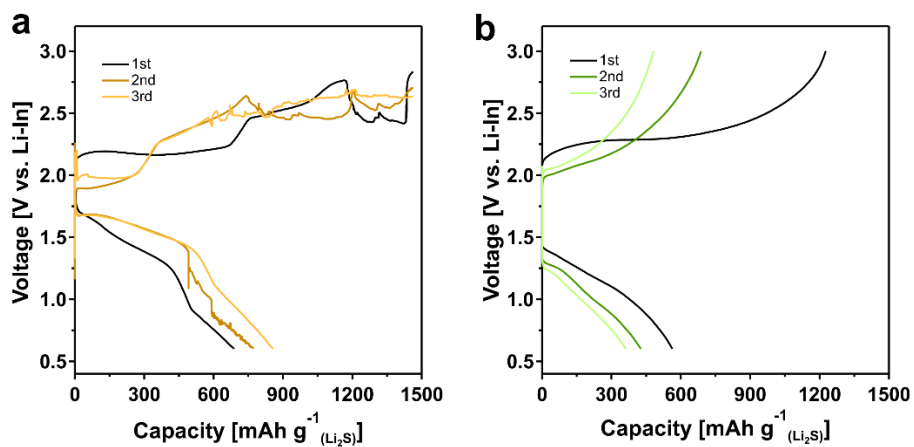 a
b
3.0
2.5
2.0
1.5
1.0
0.5
Voltage [V vs. Li-In]
1st
2nd
3rd
0 300 600 900 1200 1500
Capacity [mAh g⁻¹(Li₂S)]
3.0
2.5
2.0
1.5
1.0
0.5
Voltage [V vs. Li-In]
1st
2nd
3rd
0 300 600 900 1200 1500
Capacity [mAh g⁻¹(Li₂S)]